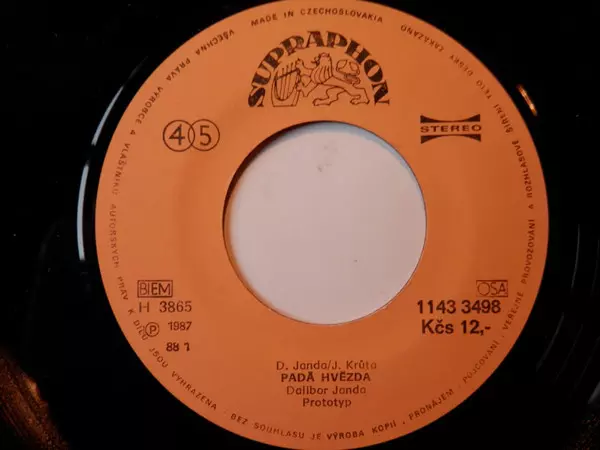 MADE IN CZECHOSLOVAKIA
VŠECHNA PRÁVA VÝROBCE A VLASTNÍKŮ AUTORSKÝCH PRÁV K DÍLU JSOU VYHRAZENA. BEZ SOUHLASU JE VÝROBA KOPIÍ, PRONÁJEM, PŮJČOVÁNÍ, VEŘEJNÉ PROVOZOVÁNÍ A ROZHLASOVÉ ŠÍŘENÍ TÉTO DESKY ZAKÁZÁNO
SUPRAPHON
45
STEREO
BIEM
OSA
H 3865
1143 3498
Ⓟ 1987
Kčs 12,-
88 1
D. Janda/J. Krůta
PADÁ HVĚZDA
Dalibor Janda
Prototyp